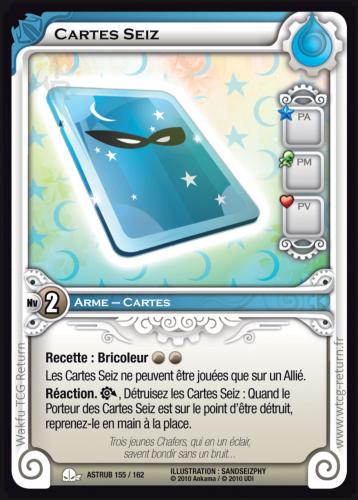 Cartes Seiz
PA
PM
PV
Nv 2 Arme – Cartes
Recette : Bricoleur
Les Cartes Seiz ne peuvent être jouées que sur un Allié.
Réaction. , Détruisez les Cartes Seiz : Quand le
Porteur des Cartes Seiz est sur le point d'être détruit,
reprenez-le en main à la place.
Trois jeunes Chafers, qui en un éclair,
savent bondir sans un bruit...
ASTRUB 155 / 162
ILLUSTRATION : SANDSEIZPHY
© 2010 Ankama / © 2010 UDI
Wakfu TCG Return
www.wtcg-return.fr